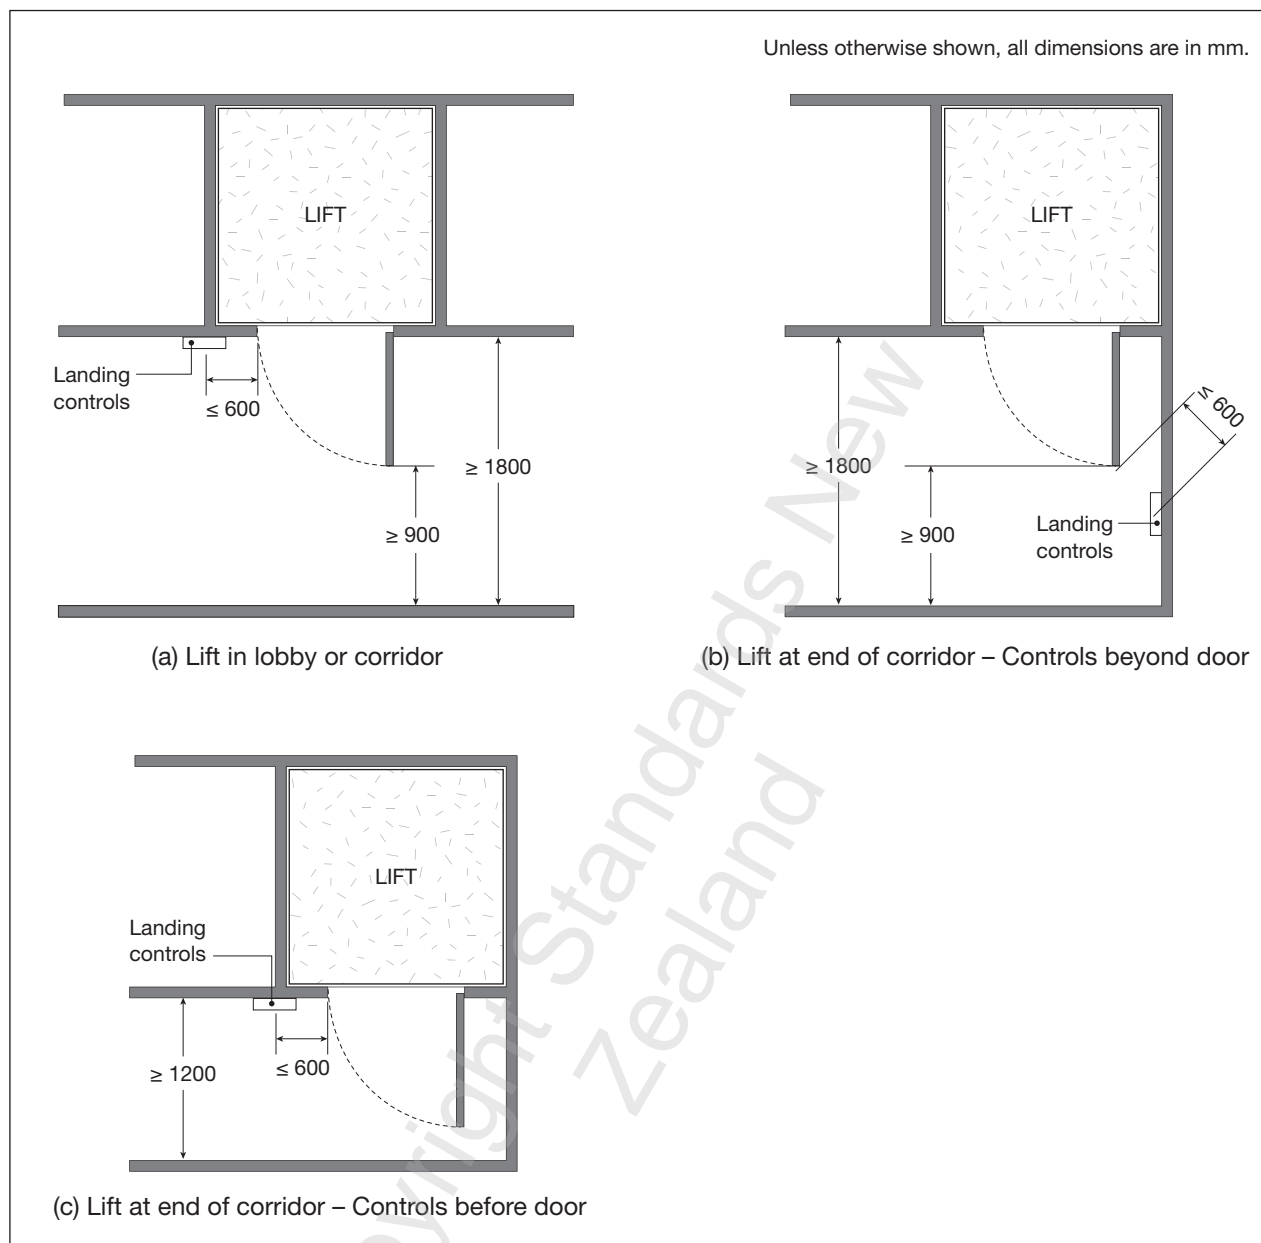 Unless otherwise shown, all dimensions are in mm.
LIFT
Landing
controls
≤ 600
≥ 1800
≥ 900
(a) Lift in lobby or corridor
LIFT
≤ 600
≥ 1800
≥ 900
Landing
controls
(b) Lift at end of corridor – Controls beyond door
LIFT
Landing
controls
≥ 1200
≤ 600
(c) Lift at end of corridor – Controls before door
yright Standards New
Zealand